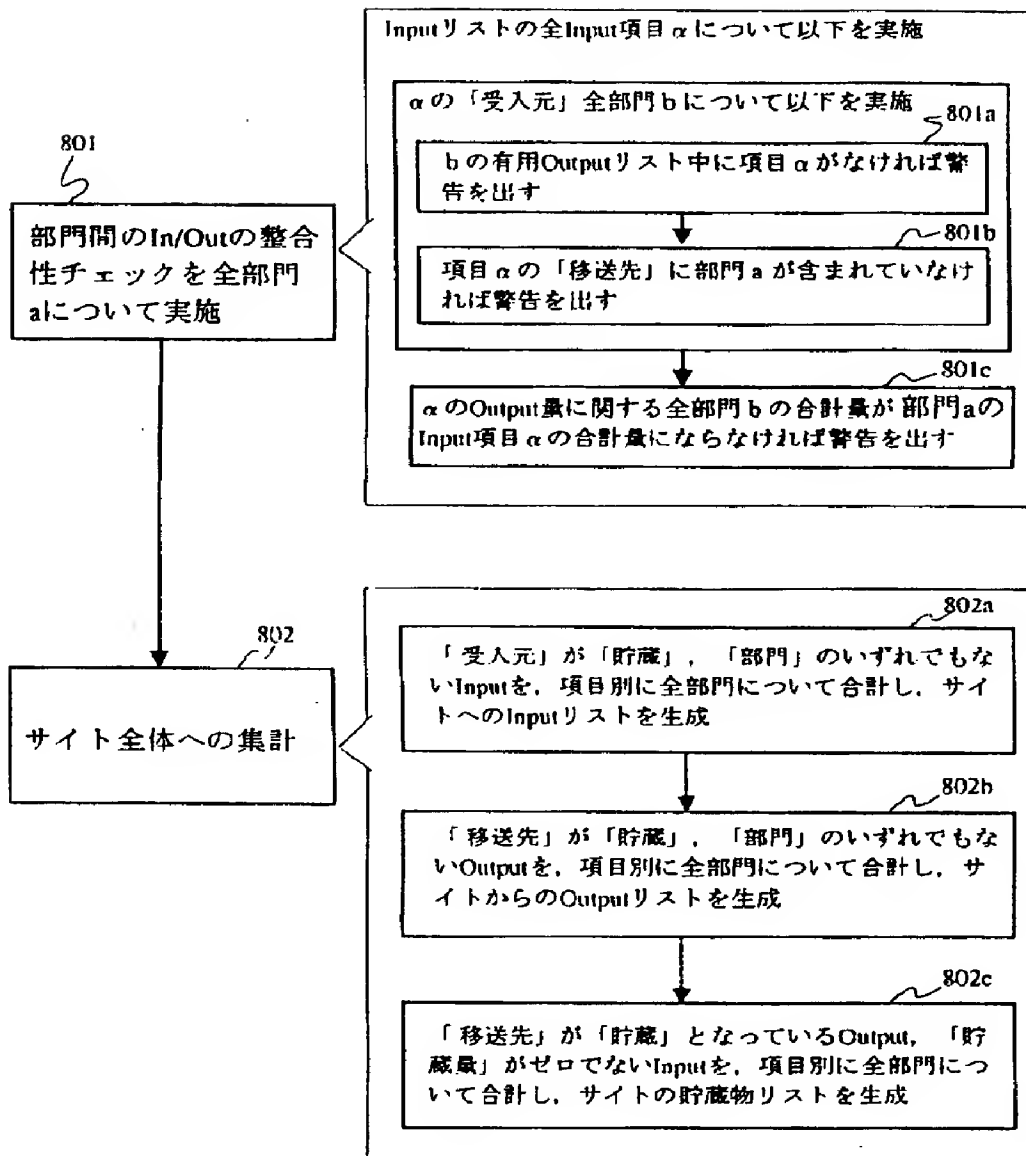 801
部門間のIn/Outの整合
性チェックを全部門
aについて実施
Inputリストの全Input項目αについて以下を実施
αの「受入元」全部門bについて以下を実施
801a
bの有用Outputリスト中に項目αがなければ警
告を出す
801b
項目αの「移送先」に部門aが含まれていなけ
れば警告を出す
801c
αのOutput量に関する全部門bの合計量が部門aの
Input項目αの合計量にならなければ警告を出す
802
サイト全体への集計
802a
「受入元」が「貯蔵」，「部門」のいずれでもな
いInputを，項目別に全部門について合計し，サイ
トへのInputリストを生成
802b
「移送先」が「貯蔵」，「部門」のいずれでもな
いOutputを，項目別に全部門について合計し，サ
イトからのOutputリストを生成
802c
「移送先」が「貯蔵」となっているOutput，「貯
蔵量」がゼロでないInputを，項目別に全部門につ
いて合計し，サイトの貯蔵物リストを生成